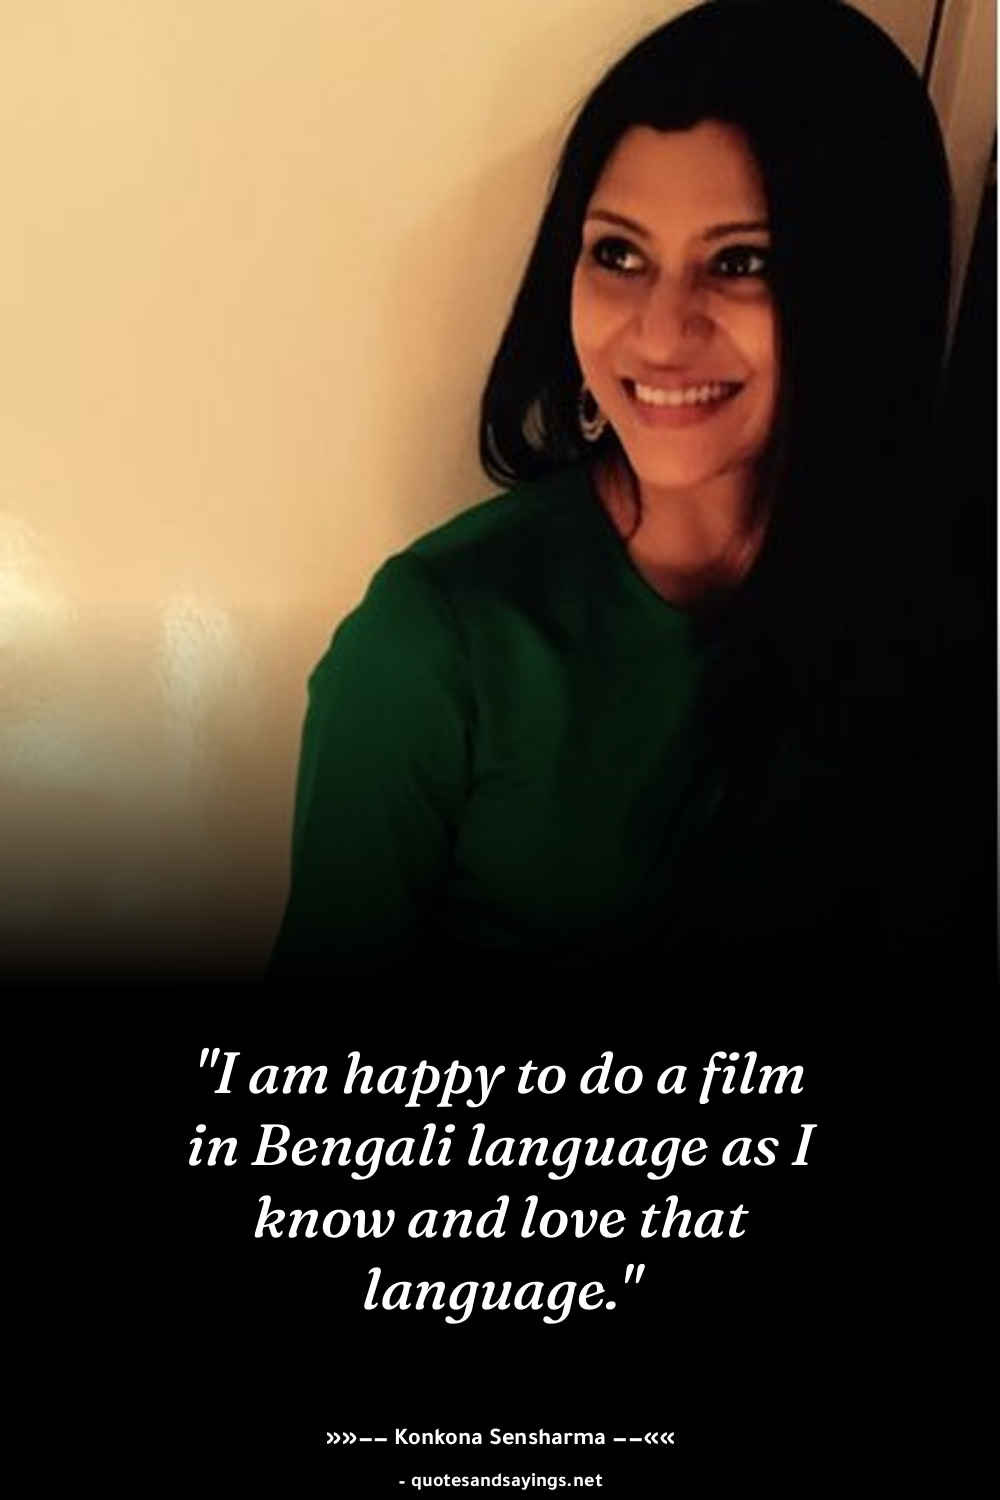 "I am happy to do a film
in Bengali language as I
know and love that
language."
»»−− Konkona Sensharma −−««
- quotesandsayings.net